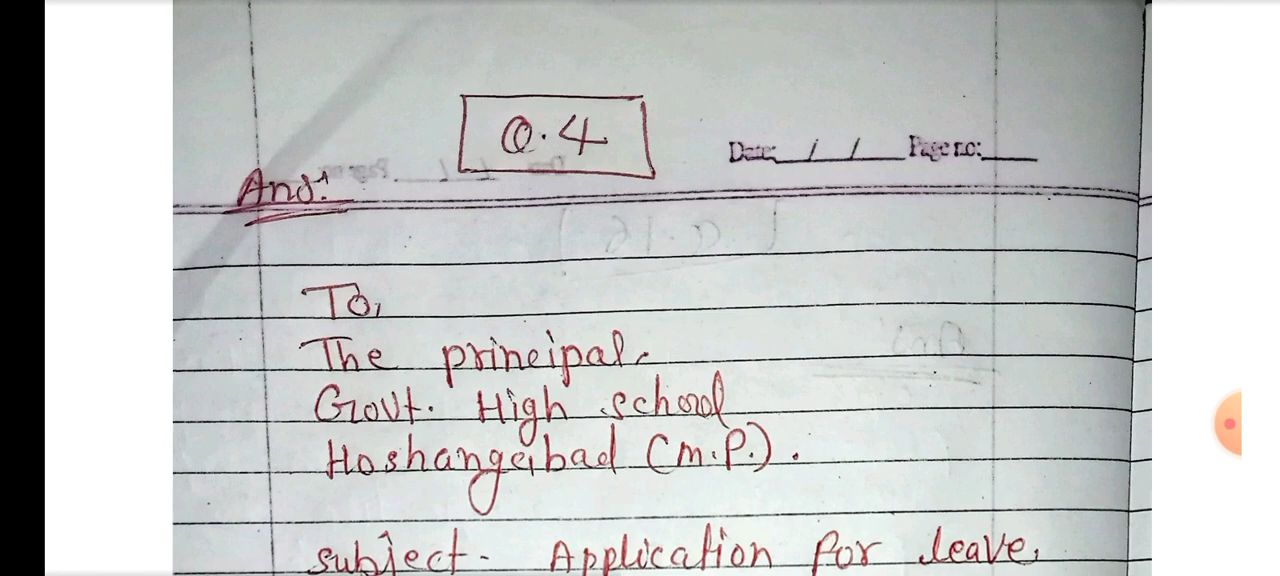 Q.4
Date: / / Page no:
Ans:
To,
The principal.
Govt. High school
Hoshangabad (M.P.).
subject- Application for leave.